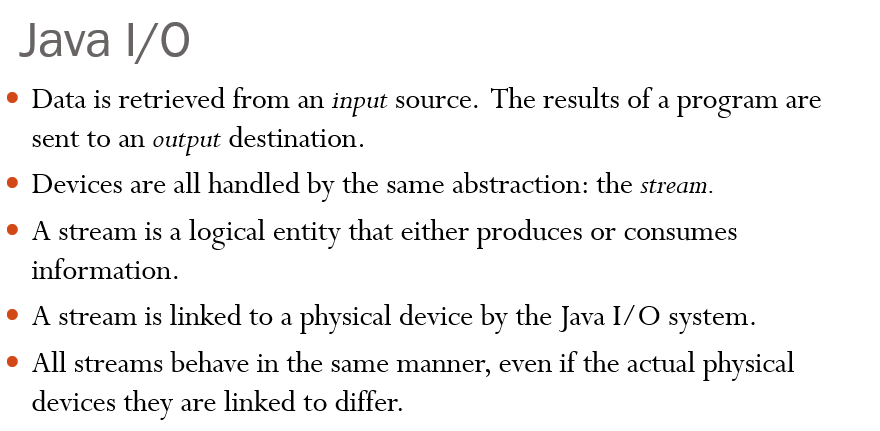 Java I/O
• Data is retrieved from an input source. The results of a program are
sent to an output destination.
• Devices are all handled by the same abstraction: the stream.
• A stream is a logical entity that either produces or consumes
information.
• A stream is linked to a physical device by the Java I/O system.
• All streams behave in the same manner, even if the actual physical
devices they are linked to differ.